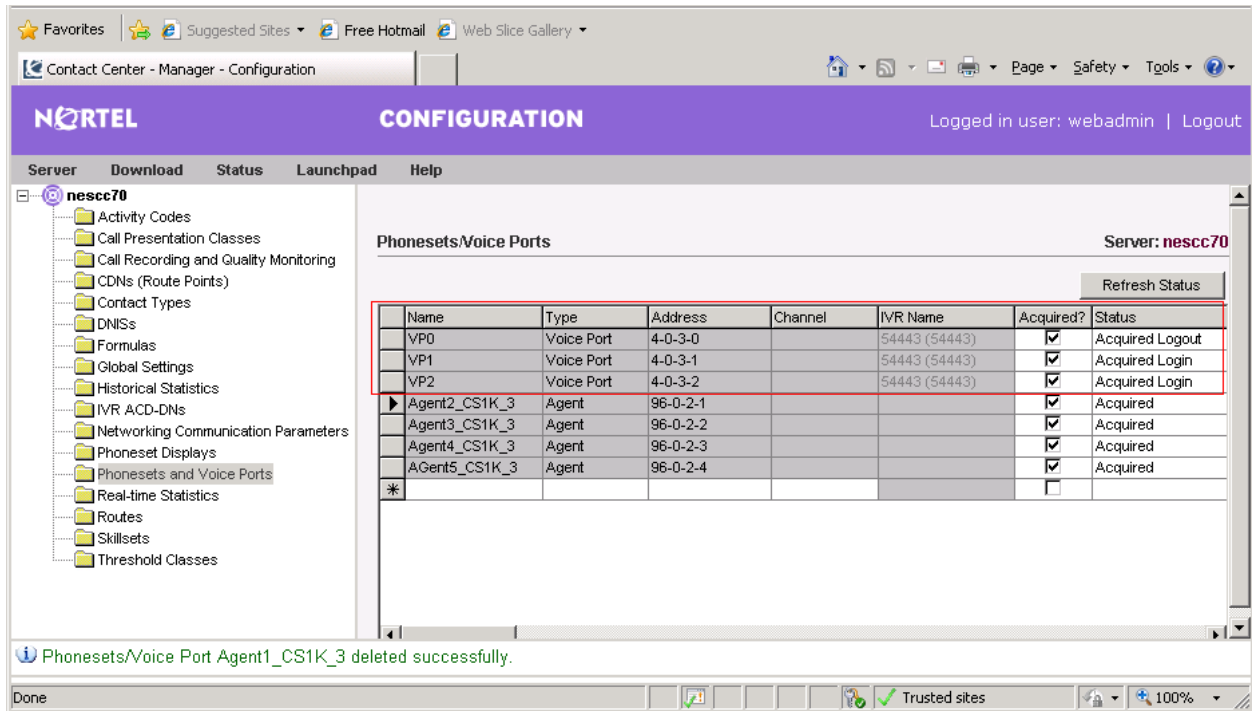 Favorites Suggested Sites Free Hotmail Web Slice Gallery
Contact Center - Manager - Configuration Page Safety Tools
NORTEL CONFIGURATION Logged in user: webadmin | Logout
Server Download Status Launchpad Help
nescc70
Activity Codes
Call Presentation Classes
Call Recording and Quality Monitoring
CDNs (Route Points)
Contact Types
DNISs
Formulas
Global Settings
Historical Statistics
IVR ACD-DNs
Networking Communication Parameters
Phoneset Displays
Phonesets and Voice Ports
Real-time Statistics
Routes
Skillsets
Threshold Classes
Phonesets/Voice Ports Server: nescc70
Refresh Status
Name Type Address Channel IVR Name Acquired? Status
VP0 Voice Port 4-0-3-0 54443 (54443) Acquired Logout
VP1 Voice Port 4-0-3-1 54443 (54443) Acquired Login
VP2 Voice Port 4-0-3-2 54443 (54443) Acquired Login
Agent2_CS1K_3 Agent 96-0-2-1 Acquired
Agent3_CS1K_3 Agent 96-0-2-2 Acquired
Agent4_CS1K_3 Agent 96-0-2-3 Acquired
AGent5_CS1K_3 Agent 96-0-2-4 Acquired
Phonesets/Voice Port Agent1_CS1K_3 deleted successfully.
Done Trusted sites 100%